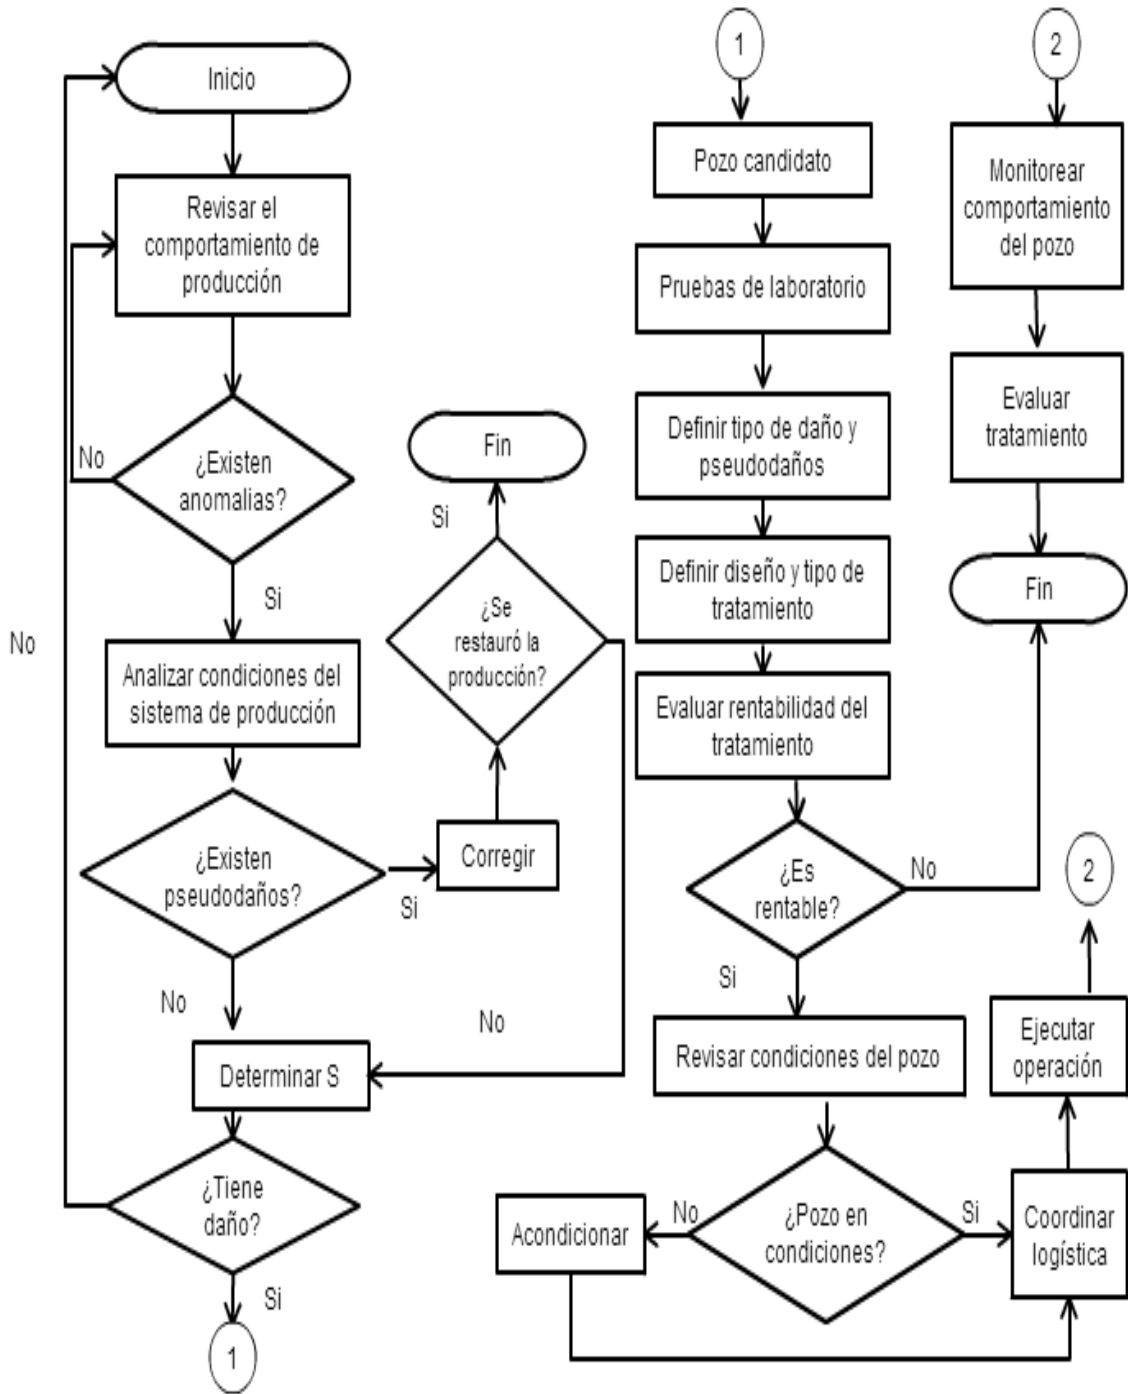 Inicio
Revisar el
comportamiento de
producción
¿Existen
anomalias?
No
Si
Analizar condiciones del
sistema de producción
¿Existen
pseudodaños?
Si
Corregir
¿Se
restauró la
producción?
Si
Fin
No
No
Determinar S
¿Tiene
daño?
No
Si
1
1
Pozo candidato
Pruebas de laboratorio
Definir tipo de daño y
pseudodaños
Definir diseño y tipo de
tratamiento
Evaluar rentabilidad del
tratamiento
¿Es
rentable?
No
Si
Revisar condiciones del pozo
¿Pozo en
condiciones?
No
Acondicionar
Si
Coordinar
logística
Ejecutar
operación
2
2
Monitorear
comportamiento
del pozo
Evaluar
tratamiento
Fin